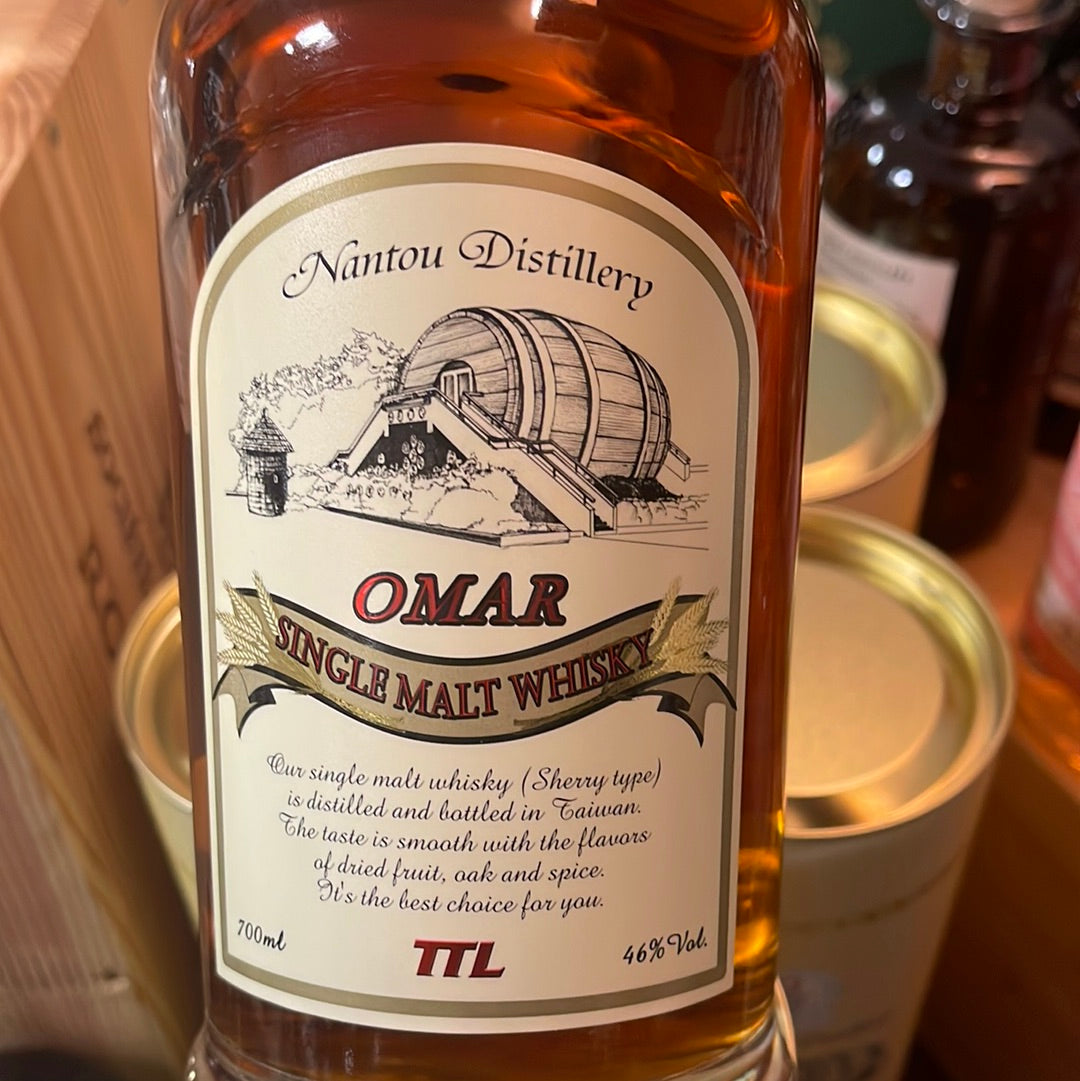 Nantou Distillery
OMAR
SINGLE MALT WHISKY
Our single malt whisky (Sherry type)
is distilled and bottled in Taiwan.
The taste is smooth with the flavors
of dried fruit, oak and spice.
It's the best choice for you.
700ml
TTL
46%Vol.